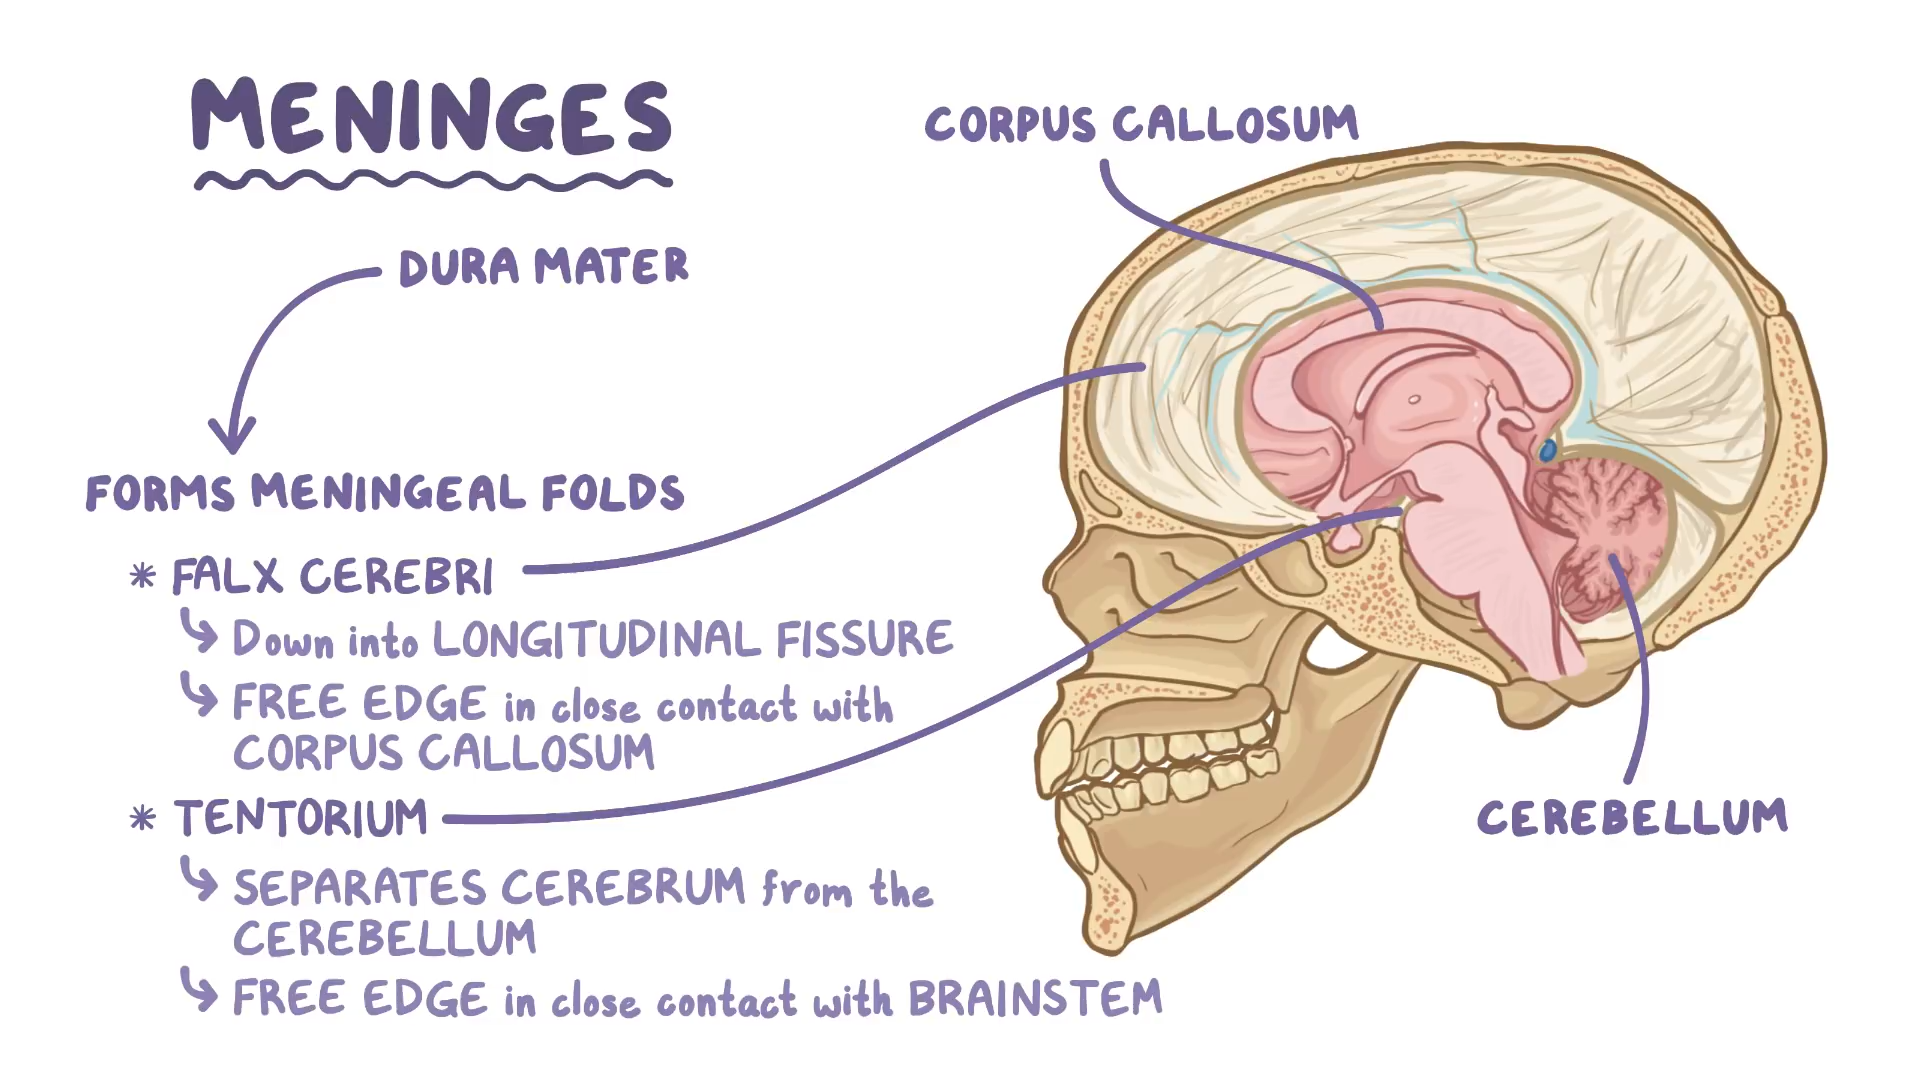 MENINGES
DURA MATER
FORMS MENINGEAL FOLDS
* FALX CEREBRI
↳ Down into LONGITUDINAL FISSURE
↳ FREE EDGE in close contact with
CORPUS CALLOSUM
* TENTORIUM
↳ SEPARATES CEREBRUM from the
CEREBELLUM
↳ FREE EDGE in close contact with BRAINSTEM
CORPUS CALLOSUM
CEREBELLUM